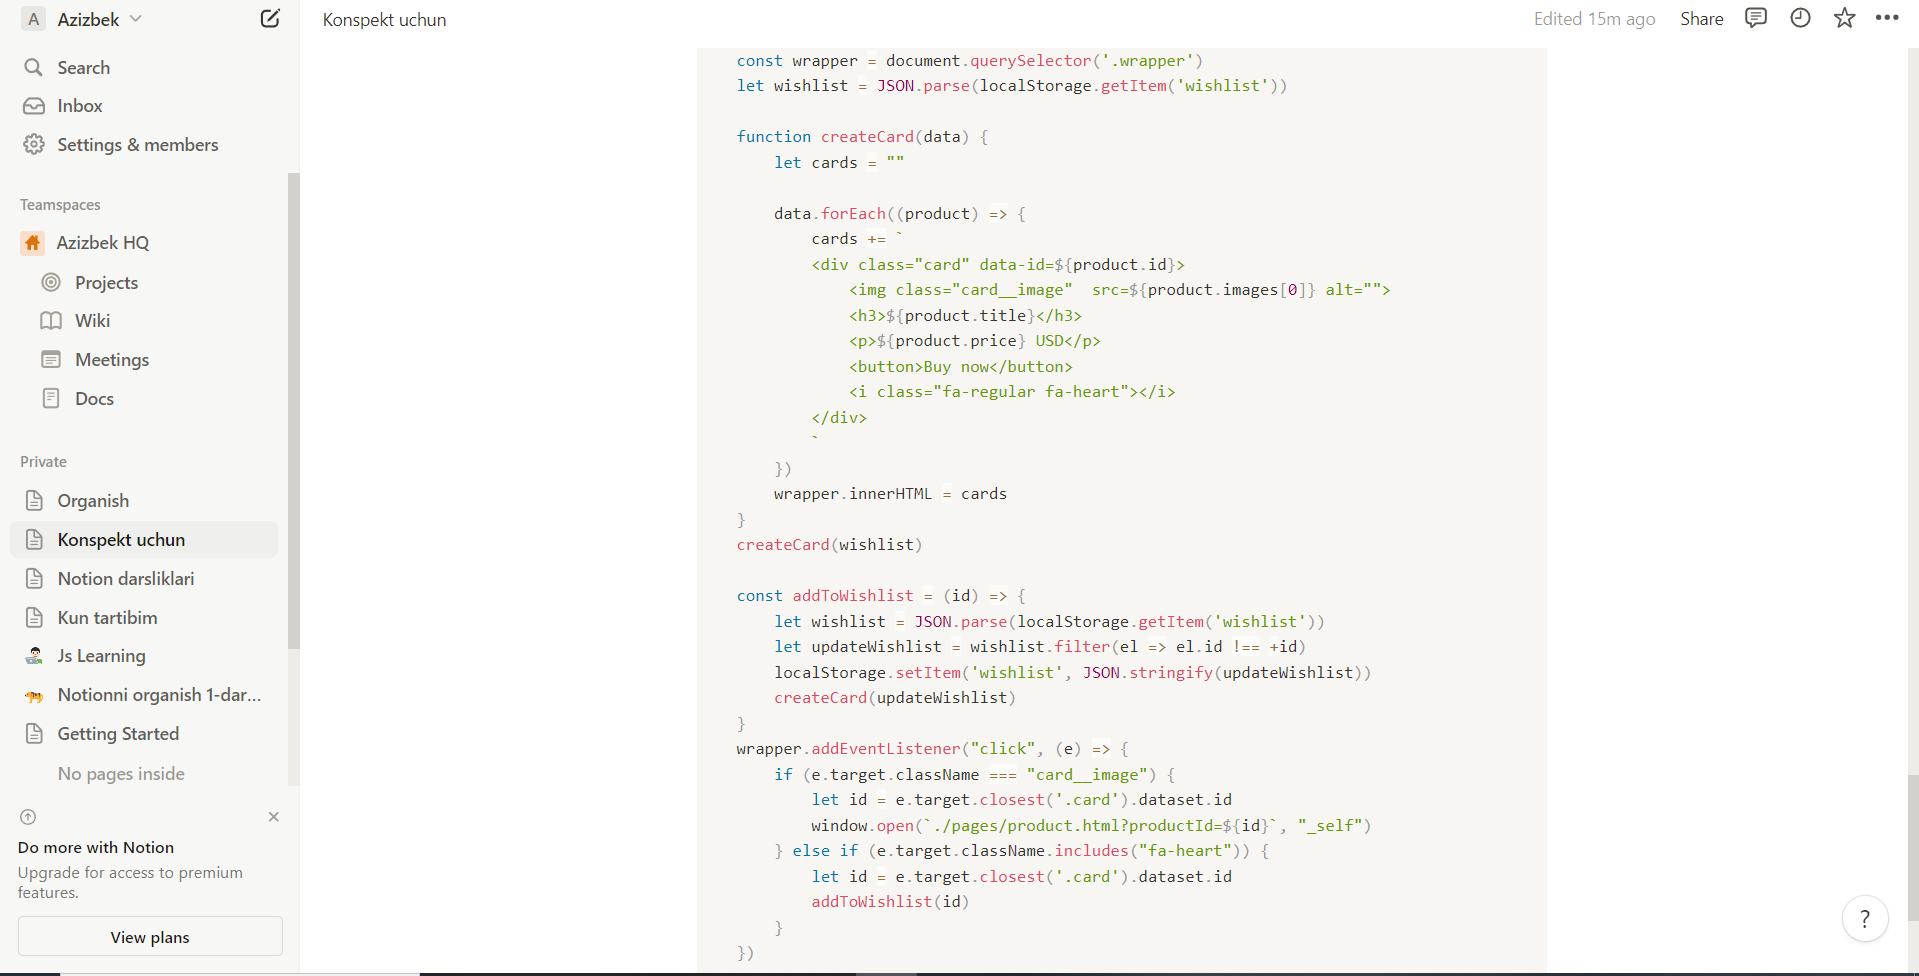 A Azizbek
Search
Inbox
Settings & members
Teamspaces
Azizbek HQ
Projects
Wiki
Meetings
Docs
Private
Organish
Konspekt uchun
Notion darsliklari
Kun tartibim
Js Learning
Notionni organish 1-dar...
Getting Started
No pages inside
Do more with Notion
Upgrade for access to premium
features.
View plans
Konspekt uchun
Edited 15m ago Share
const wrapper = document.querySelector('.wrapper')
let wishlist = JSON.parse(localStorage.getItem('wishlist'))
function createCard(data) {
    let cards = ""
    data.forEach((product) => {
        cards += `
        <div class="card" data-id=${product.id}>
            <img class="card__image"  src=${product.images[0]} alt="">
            <h3>${product.title}</h3>
            <p>${product.price} USD</p>
            <button>Buy now</button>
            <i class="fa-regular fa-heart"></i>
        </div>
        `
    })
    wrapper.innerHTML = cards
}
createCard(wishlist)
const addToWishlist = (id) => {
    let wishlist = JSON.parse(localStorage.getItem('wishlist'))
    let updateWishlist = wishlist.filter(el => el.id !== +id)
    localStorage.setItem('wishlist', JSON.stringify(updateWishlist))
    createCard(updateWishlist)
}
wrapper.addEventListener("click", (e) => {
    if (e.target.className === "card__image") {
        let id = e.target.closest('.card').dataset.id
        window.open(`./pages/product.html?productId=${id}`, "_self")
    } else if (e.target.className.includes("fa-heart")) {
        let id = e.target.closest('.card').dataset.id
        addToWishlist(id)
    }
})
?